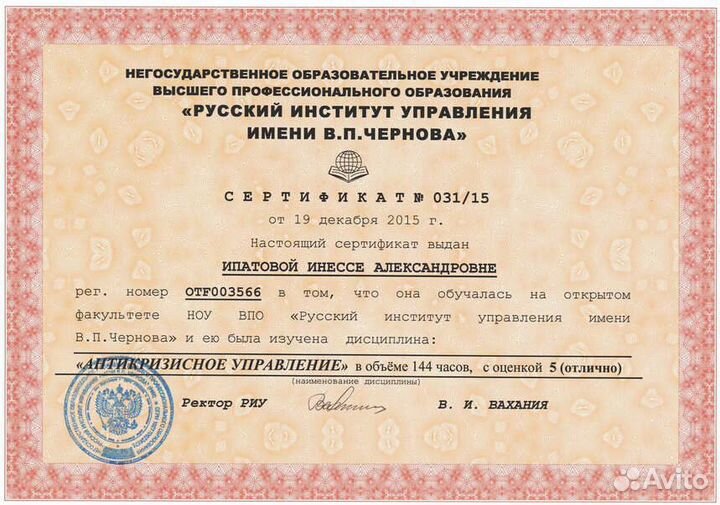 НЕГОСУДАРСТВЕННОЕ ОБРАЗОВАТЕЛЬНОЕ УЧРЕЖДЕНИЕ
ВЫСШЕГО ПРОФЕССИОНАЛЬНОГО ОБРАЗОВАНИЯ
«РУССКИЙ ИНСТИТУТ УПРАВЛЕНИЯ
ИМЕНИ В.П.ЧЕРНОВА»
СЕРТИФИКАТ № 031/15
от 19 декабря 2015 г.
Настоящий сертификат выдан
ИПАТОВОЙ ИНЕССЕ АЛЕКСАНДРОВНЕ
рег. номер OTF003566 в том, что она обучалась на открытом
факультете НОУ ВПО «Русский институт управления имени
В.П.Чернова» и ею была изучена дисциплина:
«АНТИКРИЗИСНОЕ УПРАВЛЕНИЕ» в объёме 144 часов, с оценкой 5 (отлично)
(наименование дисциплины)
Ректор РИУ В. И. ВАХАНИЯ
Avito